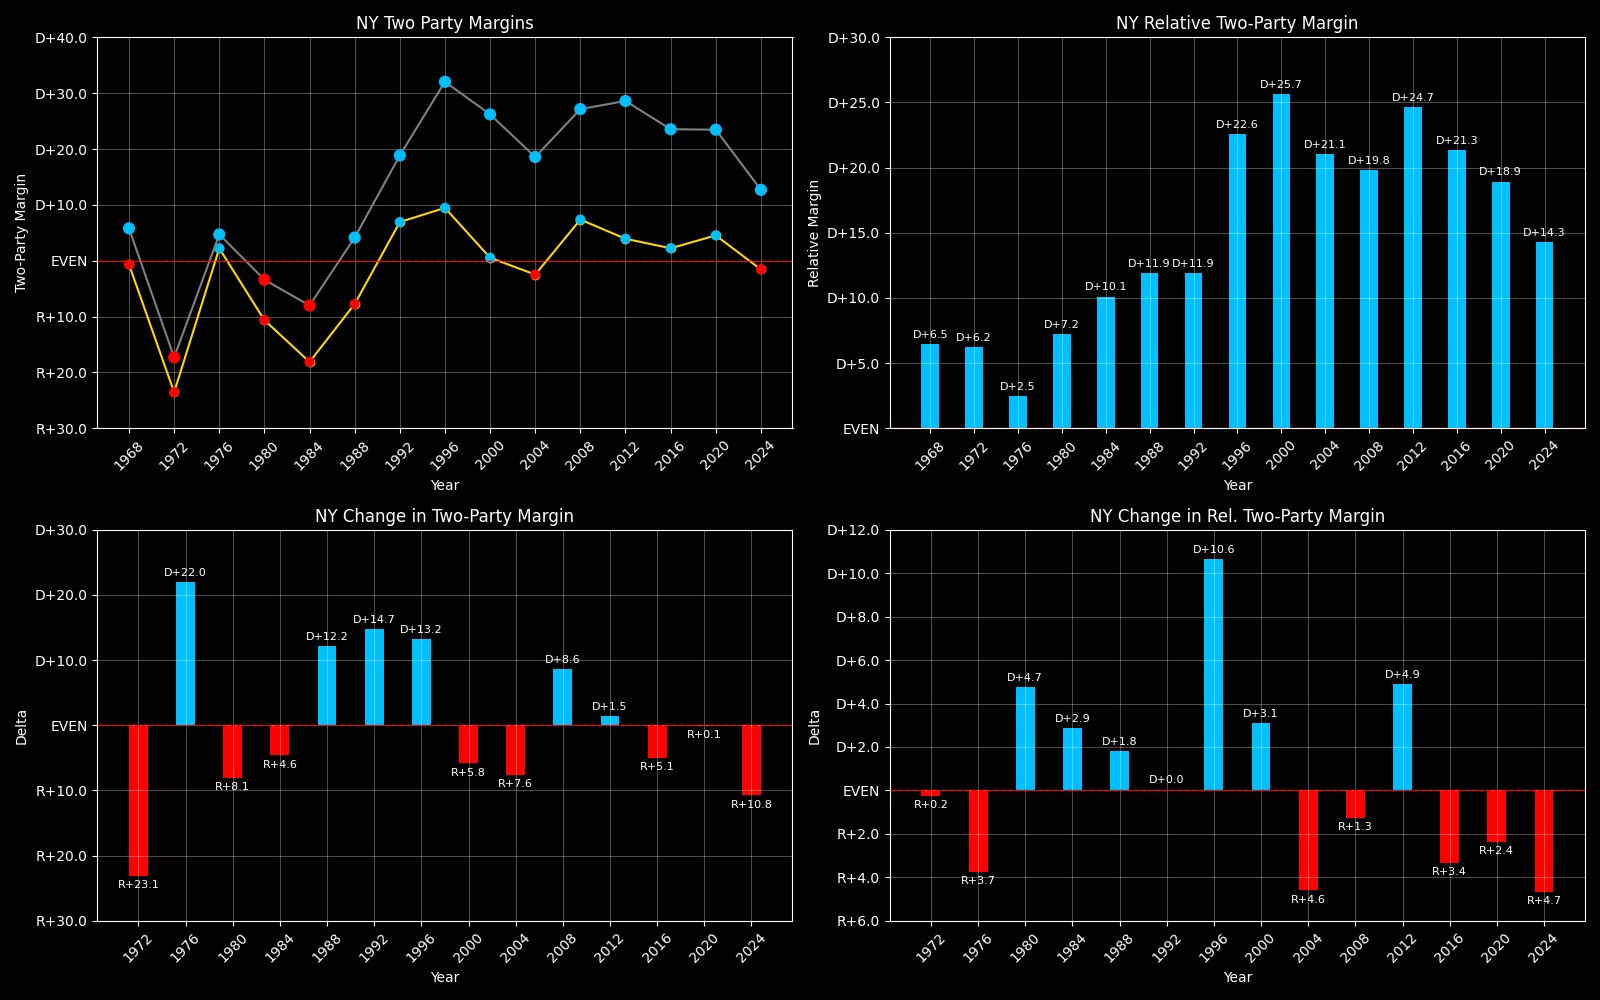 NY Two Party Margins
D+40.0
D+30.0
D+20.0
D+10.0
EVEN
R+10.0
R+20.0
R+30.0
Two-Party Margin
1968 1972 1976 1980 1984 1988 1992 1996 2000 2004 2008 2012 2016 2020 2024
Year
NY Relative Two-Party Margin
D+30.0
D+25.0
D+20.0
D+15.0
D+10.0
D+5.0
EVEN
Relative Margin
D+6.5 D+6.2 D+2.5 D+7.2 D+10.1 D+11.9 D+11.9 D+22.6 D+25.7 D+21.1 D+19.8 D+24.7 D+21.3 D+18.9 D+14.3
1968 1972 1976 1980 1984 1988 1992 1996 2000 2004 2008 2012 2016 2020 2024
Year
NY Change in Two-Party Margin
D+30.0
D+20.0
D+10.0
EVEN
R+10.0
R+20.0
R+30.0
Delta
R+23.1 D+22.0 R+8.1 R+4.6 D+12.2 D+14.7 D+13.2 R+5.8 R+7.6 D+8.6 D+1.5 R+5.1 R+0.1 R+10.8
1972 1976 1980 1984 1988 1992 1996 2000 2004 2008 2012 2016 2020 2024
Year
NY Change in Rel. Two-Party Margin
D+12.0
D+10.0
D+8.0
D+6.0
D+4.0
D+2.0
EVEN
R+2.0
R+4.0
R+6.0
Delta
R+0.2 R+3.7 D+4.7 D+2.9 D+1.8 D+0.0 D+10.6 D+3.1 R+4.6 R+1.3 D+4.9 R+3.4 R+2.4 R+4.7
1972 1976 1980 1984 1988 1992 1996 2000 2004 2008 2012 2016 2020 2024
Year